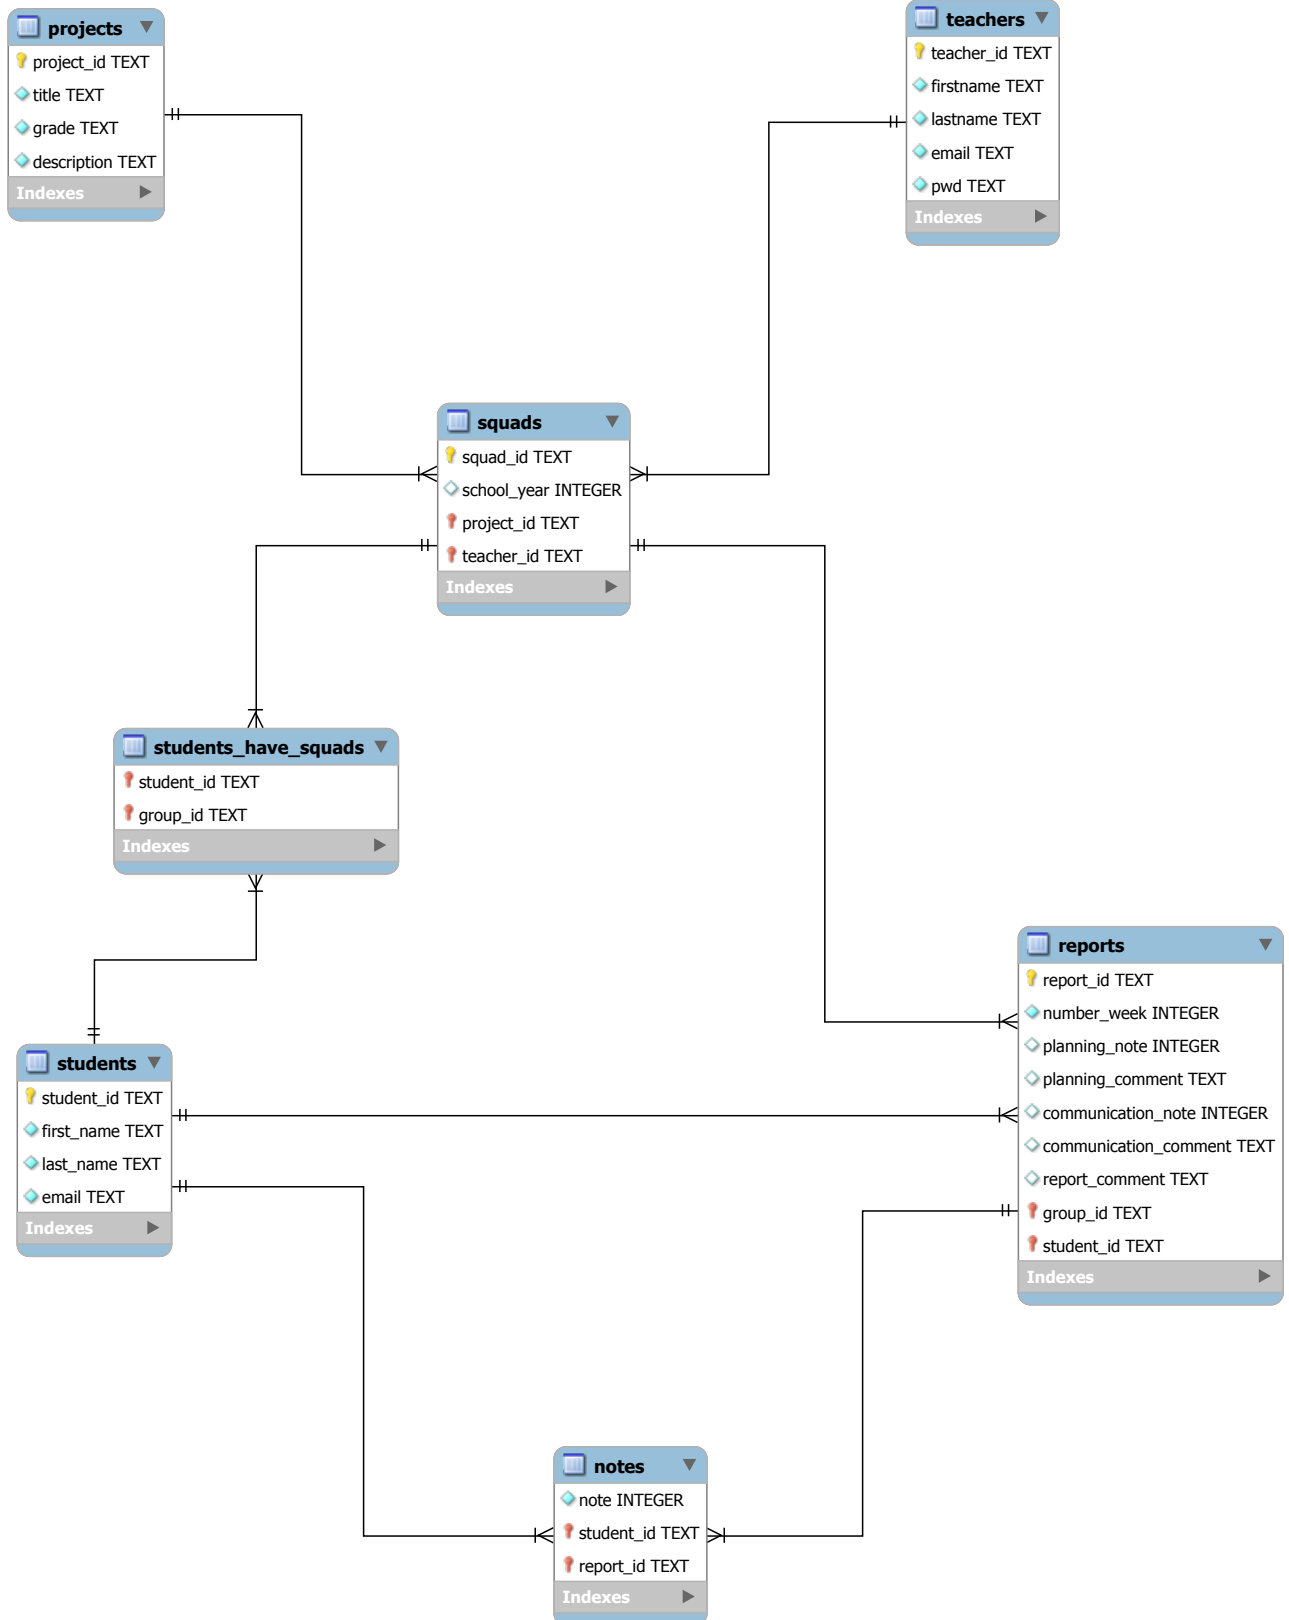 projects
project_id TEXT
title TEXT
grade TEXT
description TEXT
Indexes
teachers
teacher_id TEXT
firstname TEXT
lastname TEXT
email TEXT
pwd TEXT
Indexes
squads
squad_id TEXT
school_year INTEGER
project_id TEXT
teacher_id TEXT
Indexes
students_have_squads
student_id TEXT
group_id TEXT
Indexes
reports
report_id TEXT
number_week INTEGER
planning_note INTEGER
planning_comment TEXT
communication_note INTEGER
communication_comment TEXT
report_comment TEXT
group_id TEXT
student_id TEXT
Indexes
students
student_id TEXT
first_name TEXT
last_name TEXT
email TEXT
Indexes
notes
note INTEGER
student_id TEXT
report_id TEXT
Indexes